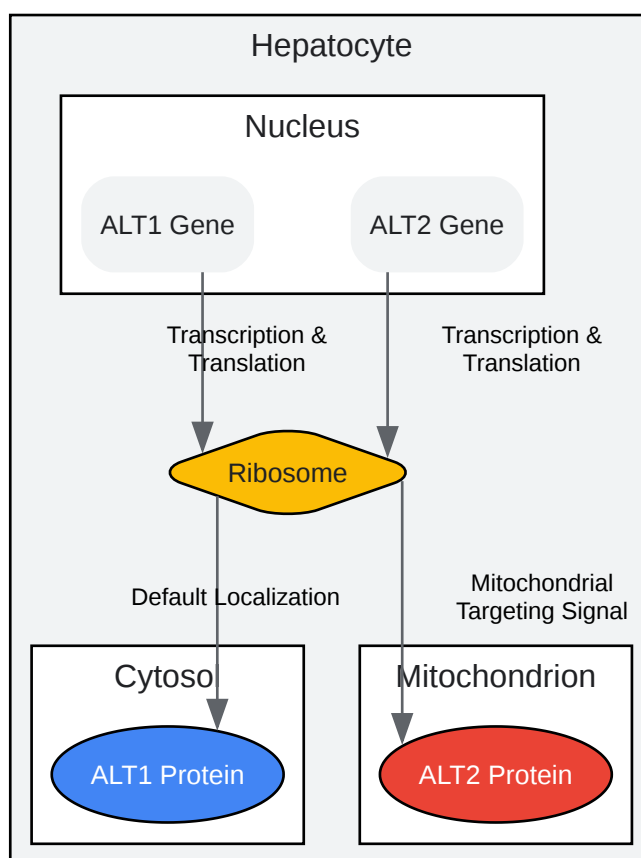 Hepatocyte
Nucleus
ALT1 Gene
ALT2 Gene
Transcription &
Translation
Transcription &
Translation
Ribosome
Default Localization
Mitochondrial
Targeting Signal
Cytosol
Mitochondrion
ALT1 Protein
ALT2 Protein